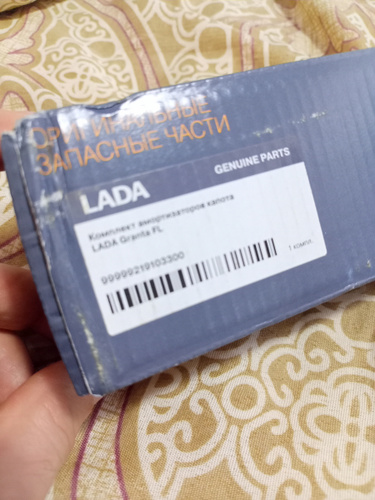 ОРИГИНАЛЬНЫЕ
ЗАПАСНЫЕ ЧАСТИ
LADA
GENUINE PARTS
Комплект амортизаторов капота
LADA Granta FL
99999219103300
1 компл.